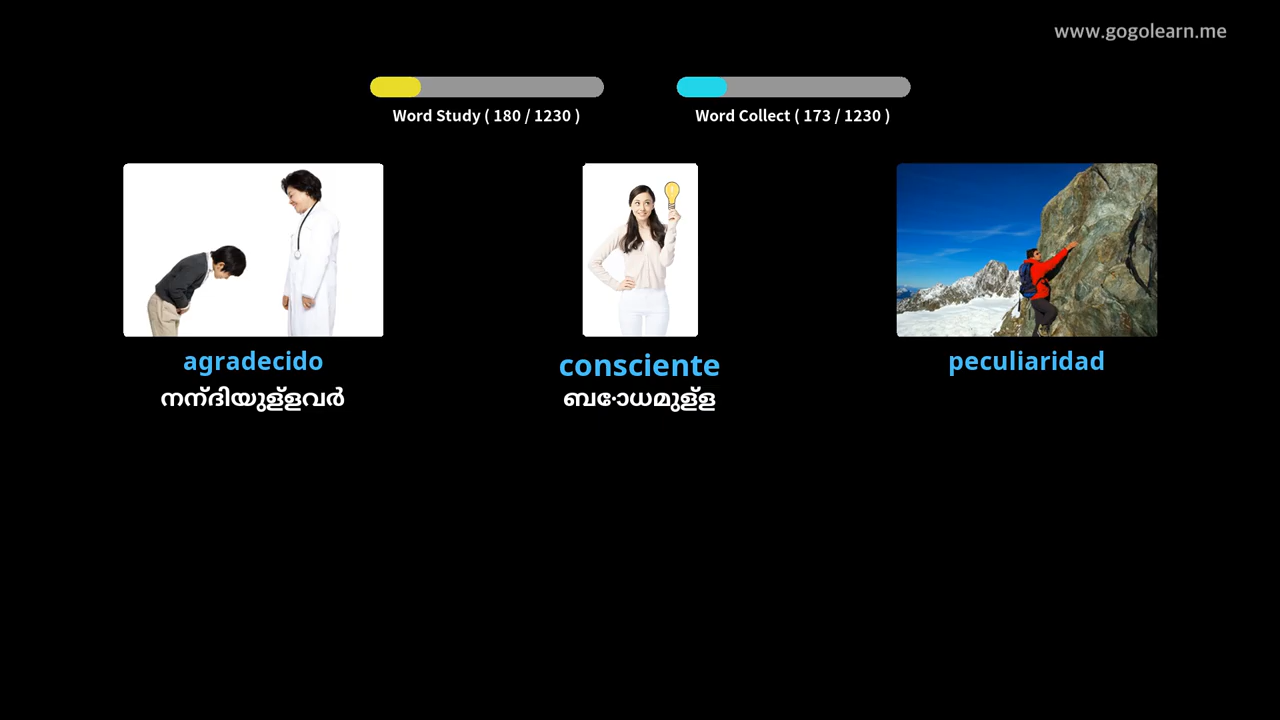 www.gogolearn.me
Word Study ( 180 / 1230 )
Word Collect ( 173 / 1230 )
agradecido
consciente
peculiaridad
നന്ദിയുള്ളവർ
ബോധമുള്ള